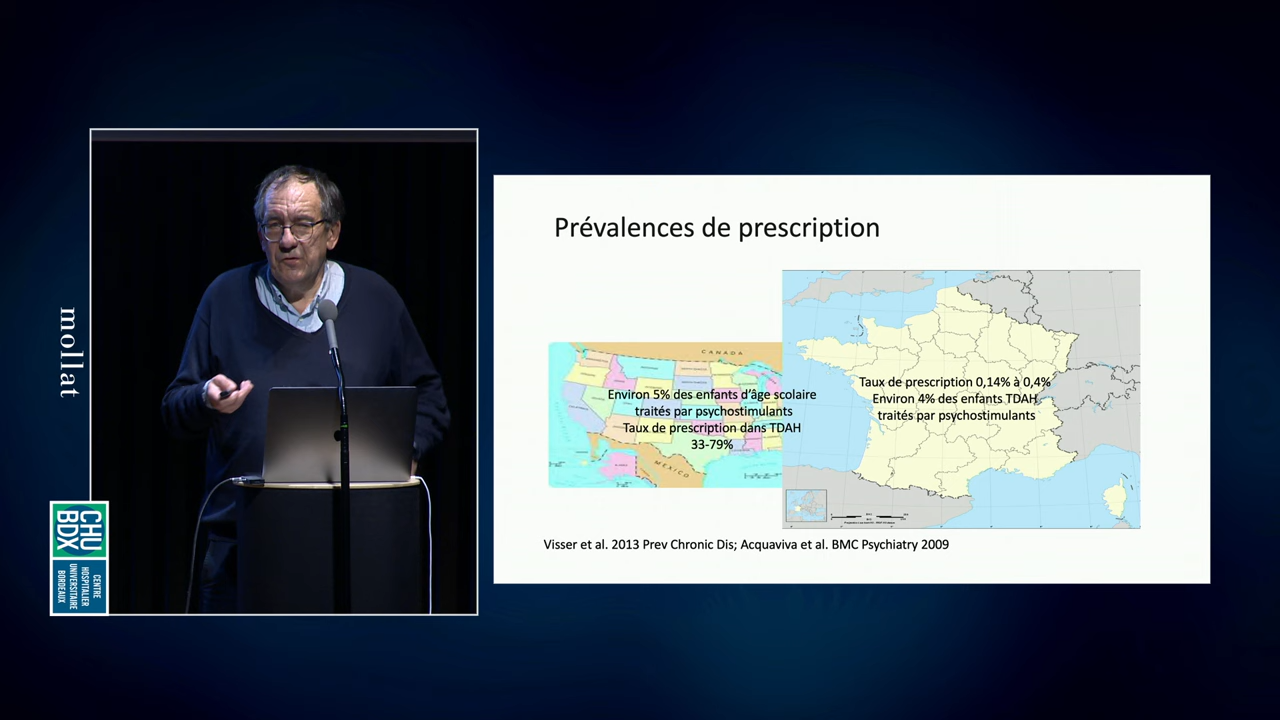 mollat
CHU
BDX
CENTRE
HOSPITALIER
UNIVERSITAIRE
BORDEAUX
Prévalences de prescription
CANADA
Environ 5% des enfants d'âge scolaire
traités par psychostimulants
Taux de prescription dans TDAH
33-79%
MEXICO
Taux de prescription 0,14% à 0,4%
Environ 4% des enfants TDAH
traités par psychostimulants
Visser et al. 2013 Prev Chronic Dis; Acquaviva et al. BMC Psychiatry 2009